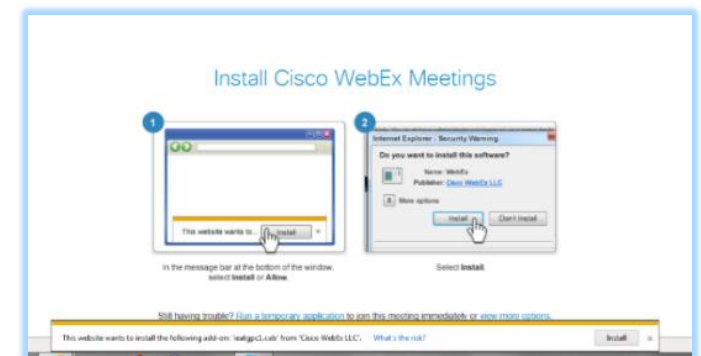 Install Cisco WebEx Meetings
1
2
Internet Explorer - Security Warning
Do you want to install this software?
Name: WebEx
Publisher: Cisco WebEx LLC
More options
Install
Don't Install
This website wants to...
Install
×
In the message bar at the bottom of the window,
select Install or Allow.
Select Install.
Still having trouble? Run a temporary application to join this meeting immediately or view more options.
This website wants to install the following add-on: 'ieatgpc1.cab' from 'Cisco WebEx LLC'.
What's the risk?
Install
×